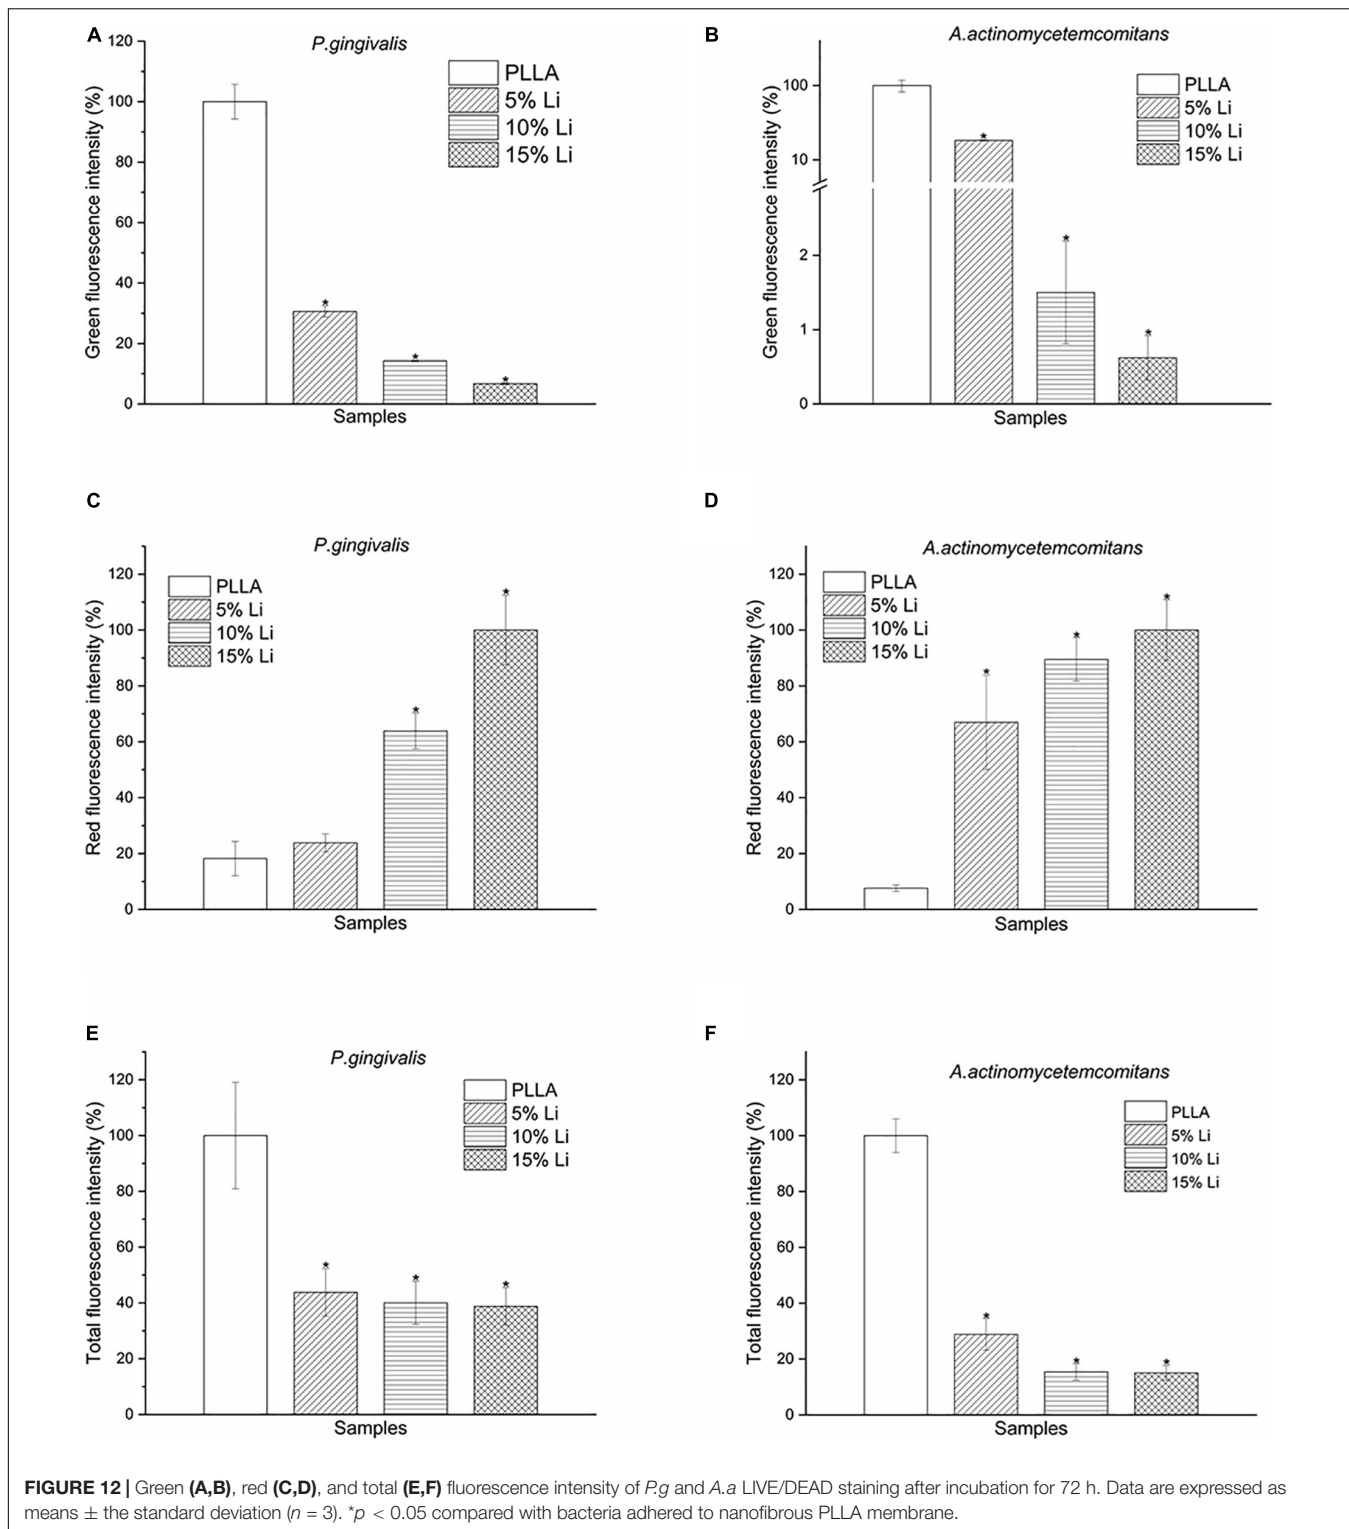 A
P.gingivalis
Green fluorescence intensity (%)
120
100
80
60
40
20
0
PLLA
5% Li
10% Li
15% Li
*
*
*
Samples
B
A.actinomycetemcomitans
Green fluorescence intensity (%)
100
10
2
1
0
PLLA
5% Li
10% Li
15% Li
*
*
*
Samples
C
P.gingivalis
Red fluorescence intensity (%)
120
100
80
60
40
20
0
PLLA
5% Li
10% Li
15% Li
*
*
Samples
D
A.actinomycetemcomitans
Red fluorescence intensity (%)
120
100
80
60
40
20
0
PLLA
5% Li
10% Li
15% Li
*
*
*
Samples
E
P.gingivalis
Total fluorescence intensity (%)
120
100
80
60
40
20
0
PLLA
5% Li
10% Li
15% Li
*
*
*
Samples
F
A.actinomycetemcomitans
Total fluorescence intensity (%)
120
100
80
60
40
20
0
PLLA
5% Li
10% Li
15% Li
*
*
*
Samples
FIGURE 12 | Green (A,B), red (C,D), and total (E,F) fluorescence intensity of P.g and A.a LIVE/DEAD staining after incubation for 72 h. Data are expressed as
means ± the standard deviation (n = 3). *p < 0.05 compared with bacteria adhered to nanofibrous PLLA membrane.